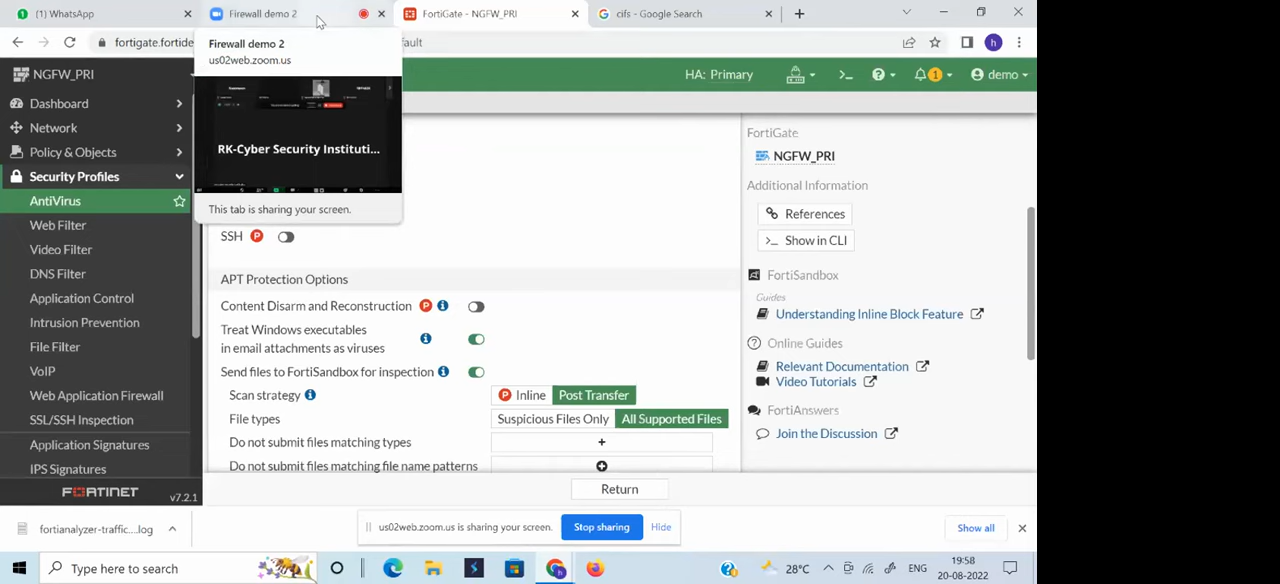 (1) WhatsApp
Firewall demo 2
FortiGate - NGFW_PRI
cifs - Google Search
fortigate.fortide
fault
h
Firewall demo 2
us02web.zoom.us
RK-Cyber Security Instituti...
This tab is sharing your screen.
NGFW_PRI
HA: Primary
>_
1
demo
Dashboard
Network
Policy & Objects
Security Profiles
AntiVirus
Web Filter
Video Filter
DNS Filter
Application Control
Intrusion Prevention
File Filter
VoIP
Web Application Firewall
SSL/SSH Inspection
Application Signatures
IPS Signatures
FORTINET v7.2.1
SSH P
APT Protection Options
Content Disarm and Reconstruction P
Treat Windows executables
in email attachments as viruses
Send files to FortiSandbox for inspection
Scan strategy P Inline Post Transfer
File types Suspicious Files Only All Supported Files
Do not submit files matching types +
Do not submit files matching file name patterns
Return
FortiGate
NGFW_PRI
Additional Information
References
>_ Show in CLI
FortiSandbox
Guides
Understanding Inline Block Feature
Online Guides
Relevant Documentation
Video Tutorials
FortiAnswers
Join the Discussion
fortianalyzer-traffic....log
us02web.zoom.us is sharing your screen. Stop sharing Hide
Show all
Type here to search
28°C
ENG
19:58
20-08-2022